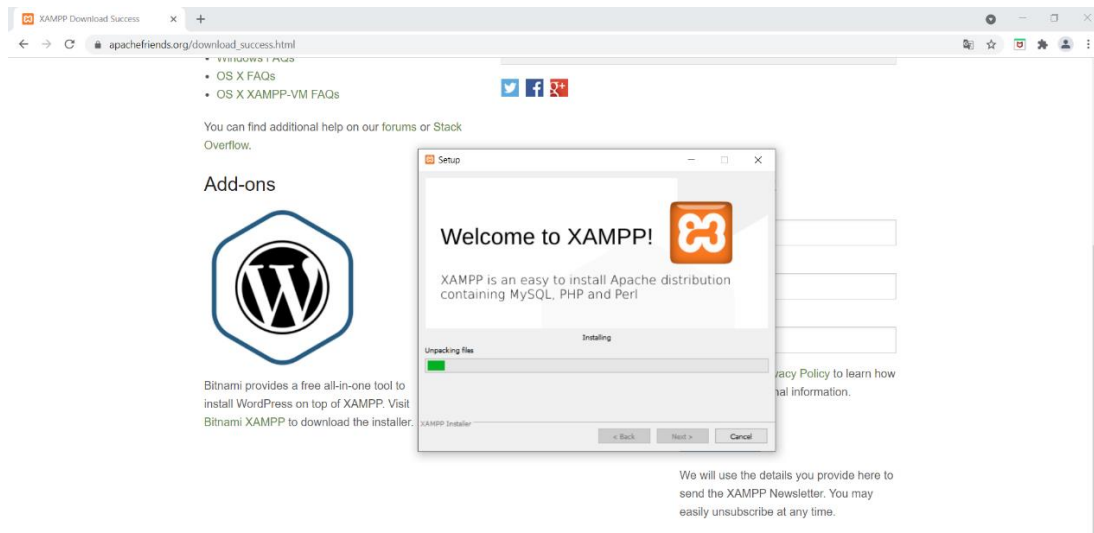 XAMPP Download Success
apachefriends.org/download_success.html
• OS X FAQs
• OS X XAMPP-VM FAQs
You can find additional help on our forums or Stack
Overflow.
Add-ons
Bitnami provides a free all-in-one tool to
install WordPress on top of XAMPP. Visit
Bitnami XAMPP to download the installer.
Setup
Welcome to XAMPP!
XAMPP is an easy to install Apache distribution
containing MySQL, PHP and Perl
Installing
Unpacking files
XAMPP Installer
< Back
Next >
Cancel
Policy to learn how
information.
We will use the details you provide here to
send the XAMPP Newsletter. You may
easily unsubscribe at any time.